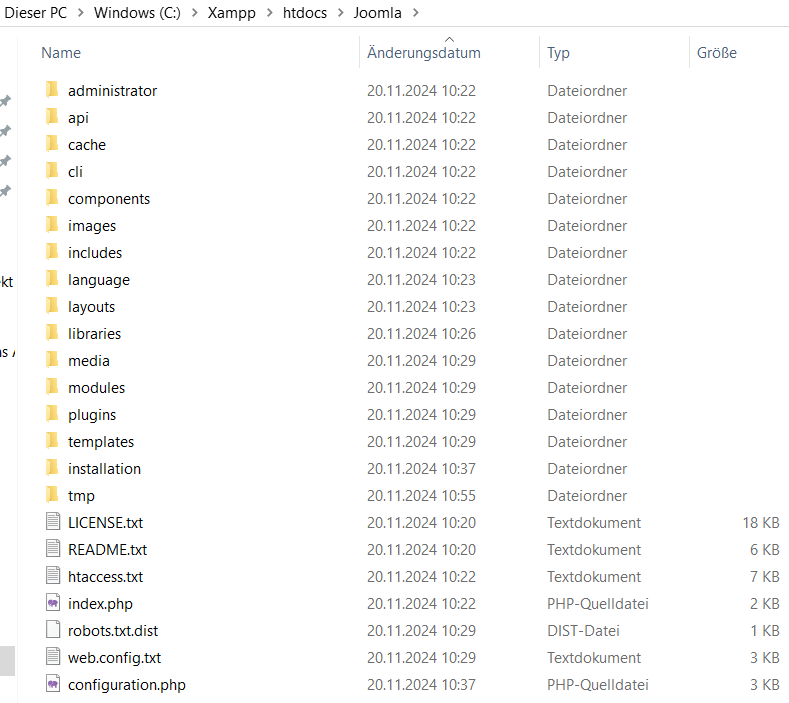 Dieser PC > Windows (C:) > Xampp > htdocs > Joomla >
Name Änderungsdatum Typ Größe
administrator 20.11.2024 10:22 Dateiordner
api 20.11.2024 10:22 Dateiordner
cache 20.11.2024 10:22 Dateiordner
cli 20.11.2024 10:22 Dateiordner
components 20.11.2024 10:22 Dateiordner
images 20.11.2024 10:22 Dateiordner
includes 20.11.2024 10:22 Dateiordner
kt
language 20.11.2024 10:23 Dateiordner
layouts 20.11.2024 10:23 Dateiordner
libraries 20.11.2024 10:26 Dateiordner
media 20.11.2024 10:29 Dateiordner
modules 20.11.2024 10:29 Dateiordner
plugins 20.11.2024 10:29 Dateiordner
templates 20.11.2024 10:29 Dateiordner
installation 20.11.2024 10:37 Dateiordner
tmp 20.11.2024 10:55 Dateiordner
LICENSE.txt 20.11.2024 10:20 Textdokument 18 KB
README.txt 20.11.2024 10:20 Textdokument 6 KB
htaccess.txt 20.11.2024 10:22 Textdokument 7 KB
index.php 20.11.2024 10:22 PHP-Quelldatei 2 KB
robots.txt.dist 20.11.2024 10:29 DIST-Datei 1 KB
web.config.txt 20.11.2024 10:29 Textdokument 3 KB
configuration.php 20.11.2024 10:37 PHP-Quelldatei 3 KB